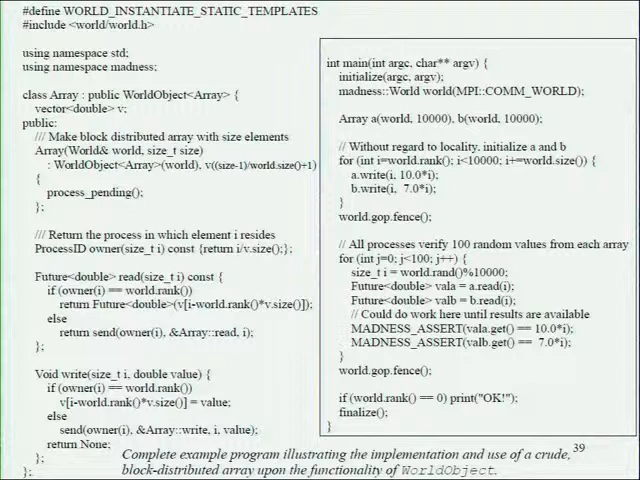 #define WORLD_INSTANTIATE_STATIC_TEMPLATES
#include <world/world.h>
using namespace std;
using namespace madness;
class Array : public WorldObject<Array> {
vector<double> v;
public:
/// Make block distributed array with size elements
Array(World& world, size_t size)
: WorldObject<Array>(world), v((size-1)/world.size()+1)
{
process_pending();
};
/// Return the process in which element i resides
ProcessID owner(size_t i) const {return i/v.size();};
Future<double> read(size_t i) const {
if (owner(i) == world.rank())
return Future<double>(v[i-world.rank()*v.size()]);
else
return send(owner(i), &Array::read, i);
};
Void write(size_t i, double value) {
if (owner(i) == world.rank())
v[i-world.rank()*v.size()] = value;
else
send(owner(i), &Array::write, i, value);
return None;
};
};
int main(int argc, char** argv) {
initialize(argc, argv);
madness::World world(MPI::COMM_WORLD);
Array a(world, 10000), b(world, 10000);
// Without regard to locality, initialize a and b
for (int i=world.rank(); i<10000; i+=world.size()) {
a.write(i, 10.0*i);
b.write(i, 7.0*i);
}
world.gop.fence();
// All processes verify 100 random values from each array
for (int j=0; j<100; j++) {
size_t i = world.rand()%10000;
Future<double> vala = a.read(i);
Future<double> valb = b.read(i);
// Could do work here until results are available
MADNESS_ASSERT(vala.get() == 10.0*i);
MADNESS_ASSERT(valb.get() == 7.0*i);
}
world.gop.fence();
if (world.rank() == 0) print("OK!");
finalize();
}
39
Complete example program illustrating the implementation and use of a crude,
block-distributed array upon the functionality of WorldObject.